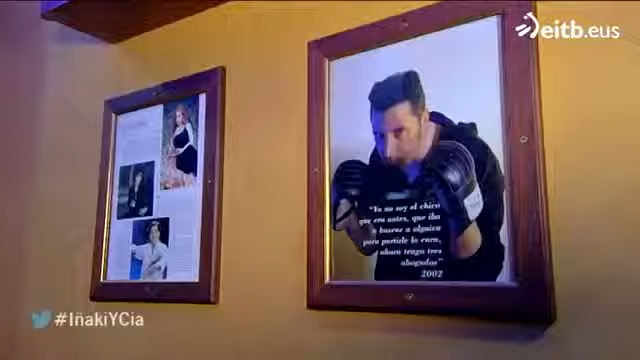 eitb.eus
"Yo no soy el chico
que era antes, que iba
a buscar a alguien
para partirle la cara,
ahora tengo tres
abogados"
2002
#IñakiYCia